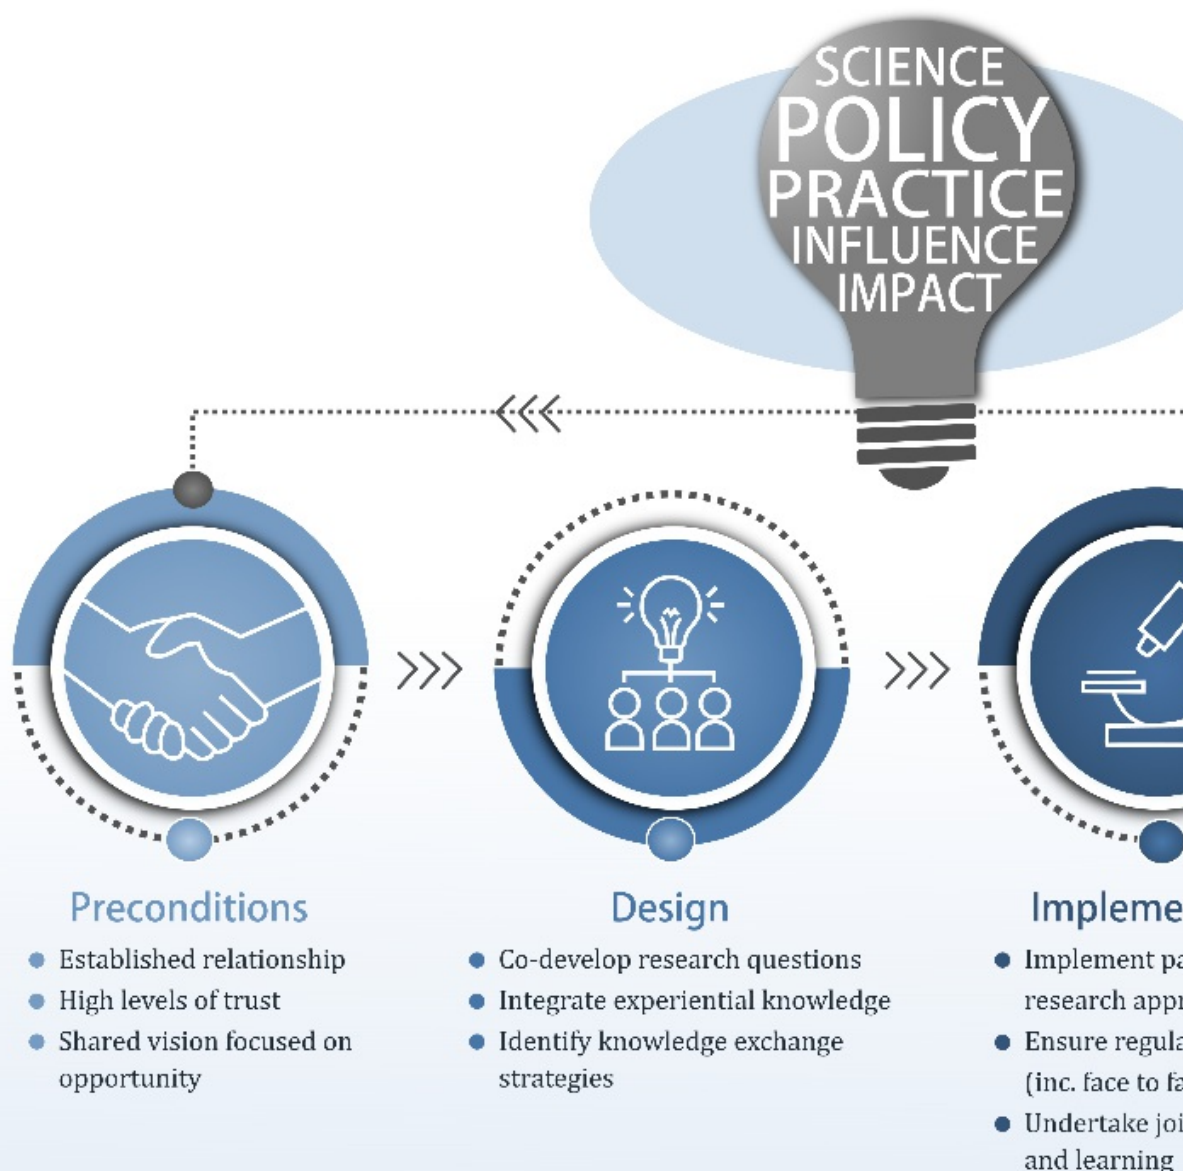 SCIENCE
POLICY
PRACTICE
INFLUENCE
IMPACT
Preconditions
Established relationship
High levels of trust
Shared vision focused on
opportunity
Design
Co-develop research questions
Integrate experiential knowledge
Identify knowledge exchange
strategies
Implement
research
Ensure
(inc. face to
Undertake
and learning